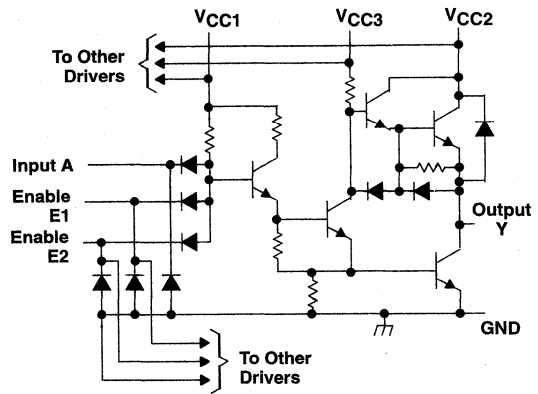 VCC1
VCC3
VCC2
To Other
Drivers
Input A
Enable
E1
Enable
E2
Output
Y
GND
To Other
Drivers